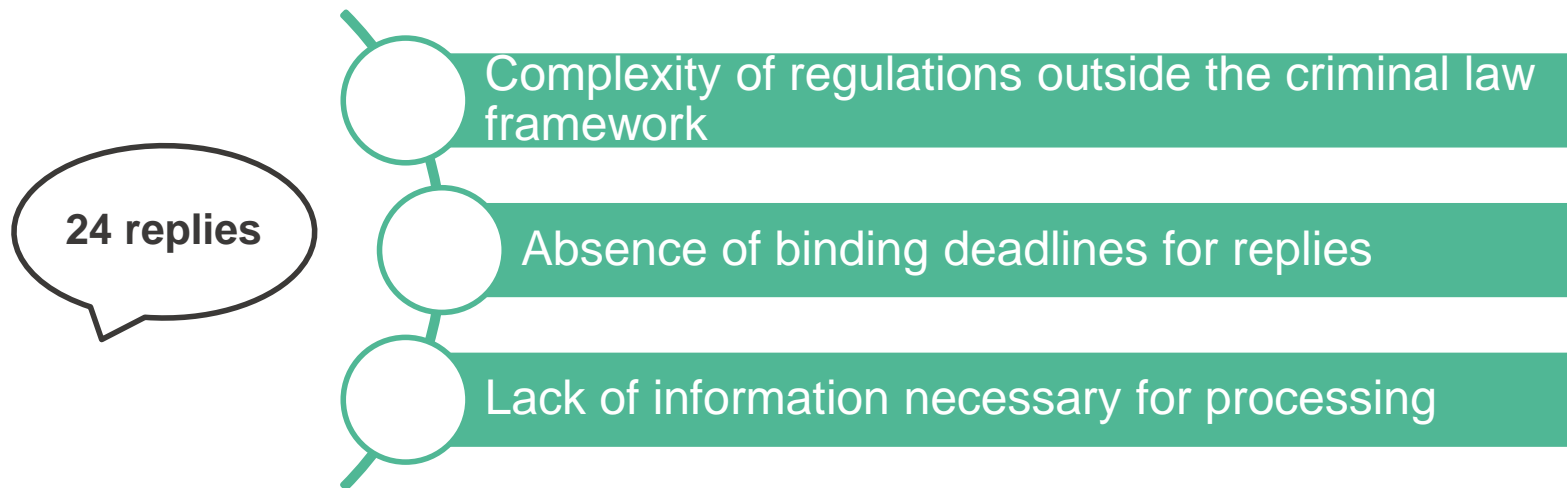 24 replies
Complexity of regulations outside the criminal law
framework
Absence of binding deadlines for replies
Lack of information necessary for processing